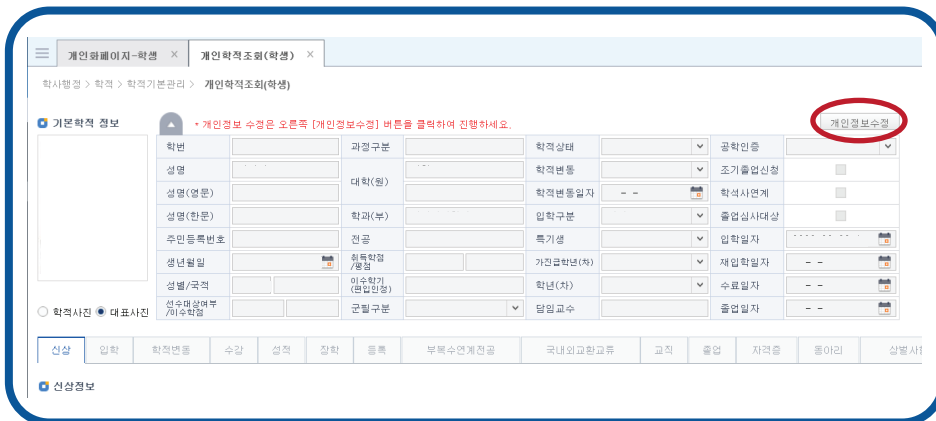 개인화페이지-학생 × 개인학적조회(학생) ×
학사행정 > 학적 > 학적기본관리 > 개인학적조회(학생)
기본학적 정보 * 개인정보 수정은 오른쪽 [개인정보수정] 버튼을 클릭하여 진행하세요. 개인정보수정
학번 과정구분 학적상태 공학인증
성명 대학(원) 학적변동 조기졸업신청
성명(영문) 학적변동일자 - - 학석사연계
성명(한문) 학과(부) 입학구분 졸업심사대상
주민등록번호 전공 특기생 입학일자
생년월일 취득학점/평점 가진급학년(차) 재입학일자 - -
성별/국적 이수학기(편입인정) 학년(차) 수료일자 - -
선수대상여부/이수학점 군필구분 담임교수 졸업일자 - -
학적사진 대표사진
신상 입학 학적변동 수강 성적 장학 등록 부복수연계전공 국내외교환교류 교직 졸업 자격증 동아리 상벌사
신상정보